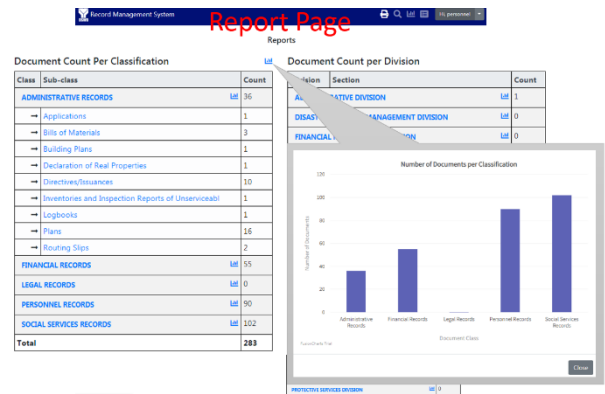 Record Management System
Hi, personnel
Report Page
Reports
Document Count Per Classification
Class Sub-class Count
ADMINISTRATIVE RECORDS 36
→ Applications 1
→ Bills of Materials 3
→ Building Plans 1
→ Declaration of Real Properties 1
→ Directives/Issuances 10
→ Inventories and Inspection Reports of Unserviceabl 1
→ Logbooks 1
→ Plans 16
→ Routing Slips 2
FINANCIAL RECORDS 55
LEGAL RECORDS 0
PERSONNEL RECORDS 90
SOCIAL SERVICES RECORDS 102
Total 283
Document Count per Division
Division Section Count
DIVISION 1
MANAGEMENT DIVISION 0
FINANCIAL 0
Number of Documents per Classification
Number of Documents
120
80
60
40
20
0
Administrative Records
Financial Records
Legal Records
Personnel Records
Social Services Records
Document Class
Close
PROTECTIVE SERVICES DIVISION 0